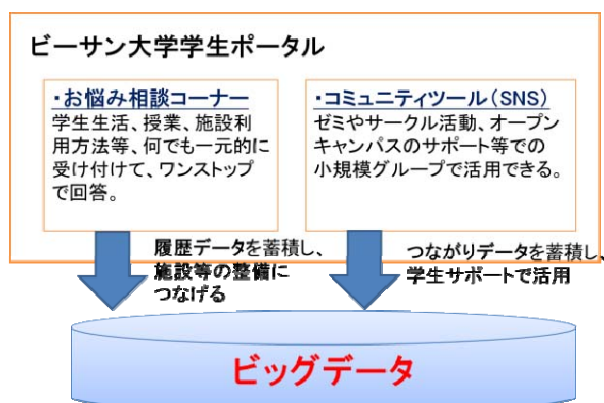 ビーサン大学学生ポータル
・お悩み相談コーナー
学生生活、授業、施設利
用方法等、何でも一元的に
受け付けて、ワンストップ
で回答。
・コミュニティツール(SNS)
ゼミやサークル活動、オープン
キャンパスのサポート等での
小規模グループで活用できる。
履歴データを蓄積し、
施設等の整備に
つなげる
つながりデータを蓄積し、
学生サポートで活用
ビッグデータ